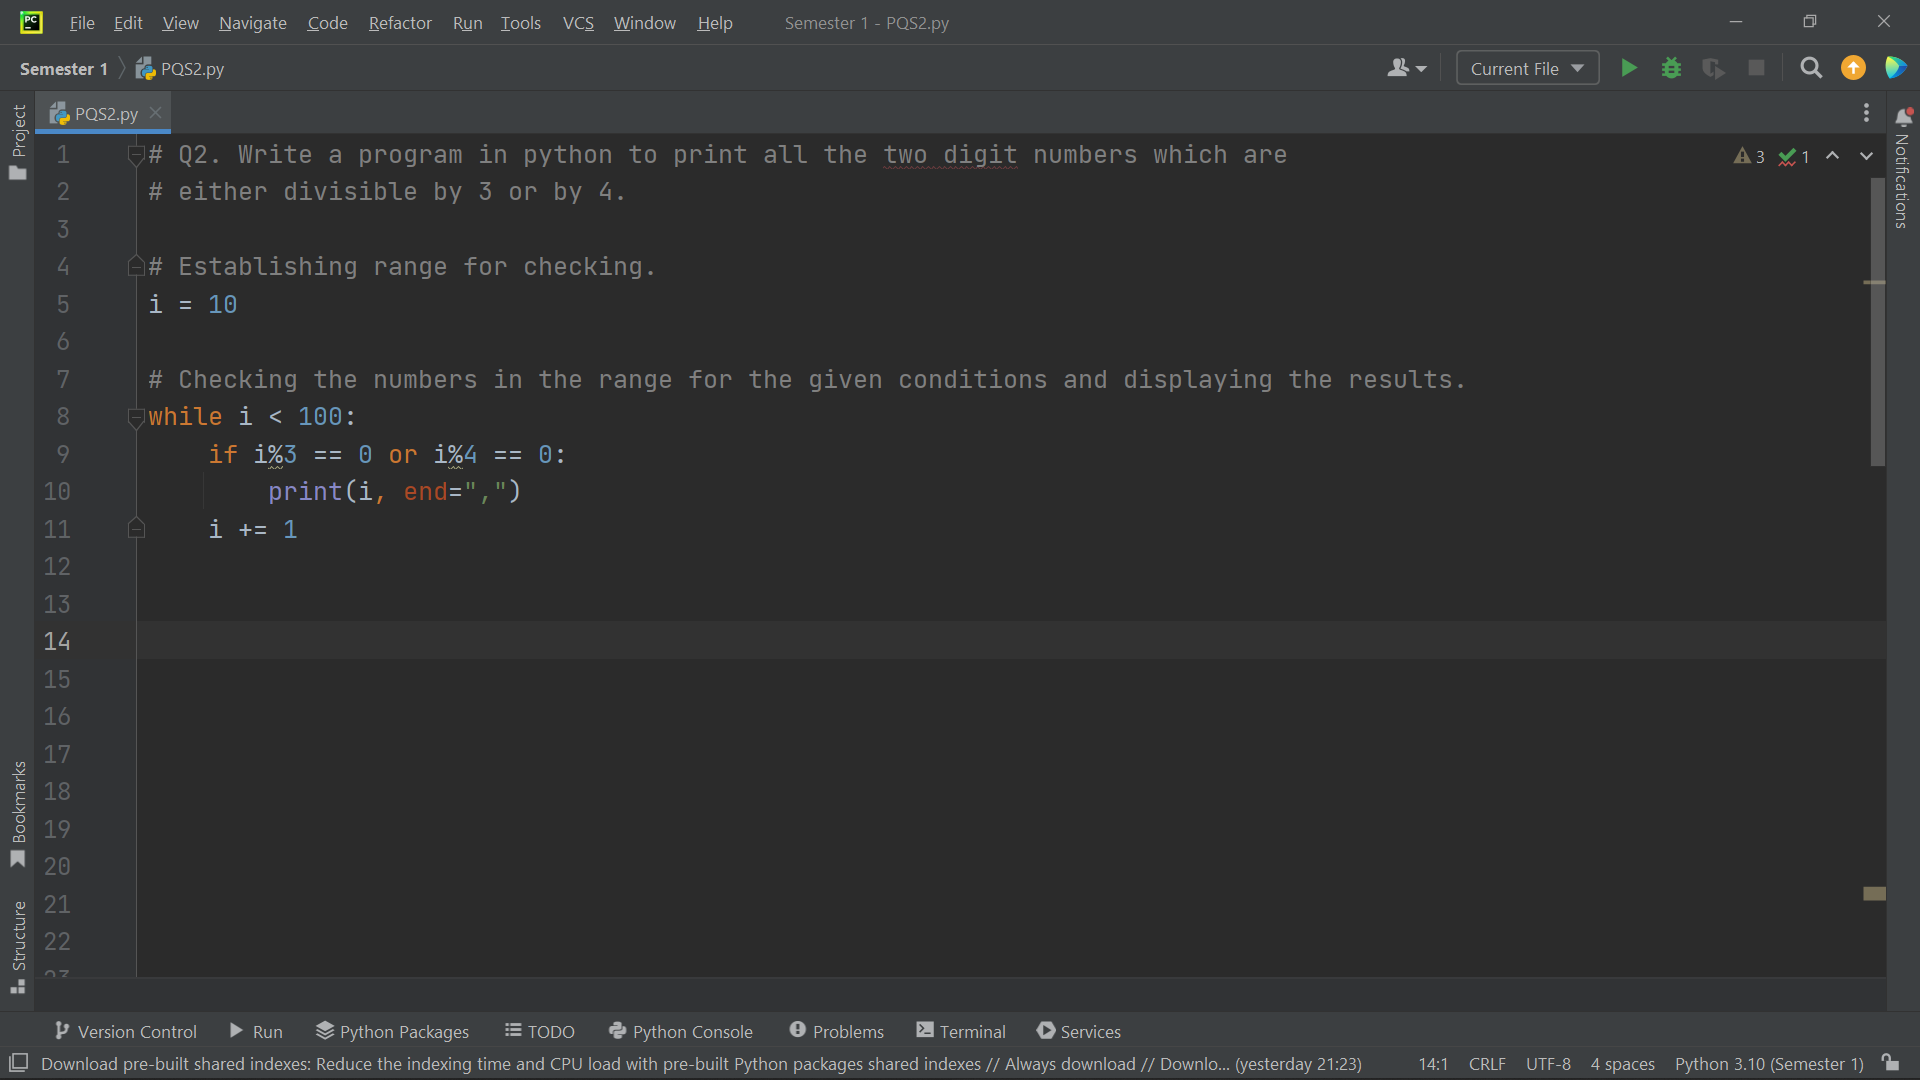 PC File Edit View Navigate Code Refactor Run Tools VCS Window Help Semester 1 - PQS2.py
Semester 1 PQS2.py Current File
Project
PQS2.py
Notifications
1 # Q2. Write a program in python to print all the two digit numbers which are 3 1
2 # either divisible by 3 or by 4.
3
4 # Establishing range for checking.
5 i = 10
6
7 # Checking the numbers in the range for the given conditions and displaying the results.
8 while i < 100:
9 if i%3 == 0 or i%4 == 0:
10 print(i, end=",")
11 i += 1
12
13
14
15
16
17
18
19
20
21
22
23
Bookmarks
Structure
Version Control Run Python Packages TODO Python Console Problems Terminal Services
Download pre-built shared indexes: Reduce the indexing time and CPU load with pre-built Python packages shared indexes // Always download // Downlo... (yesterday 21:23) 14:1 CRLF UTF-8 4 spaces Python 3.10 (Semester 1)